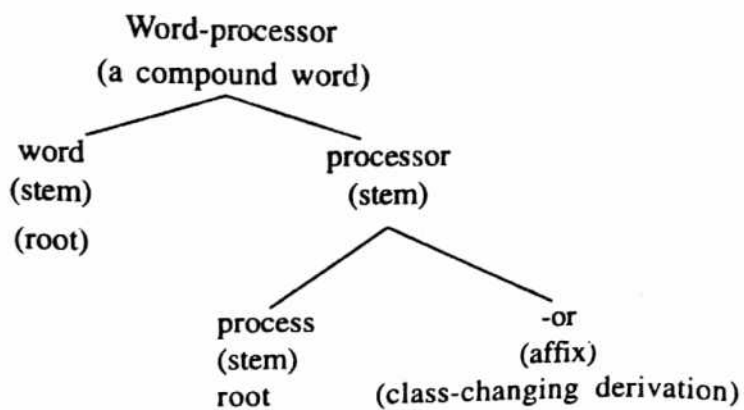 Word-processor
(a compound word)
word
(stem)
(root)
processor
(stem)
process
(stem)
root
-or
(affix)
(class-changing derivation)